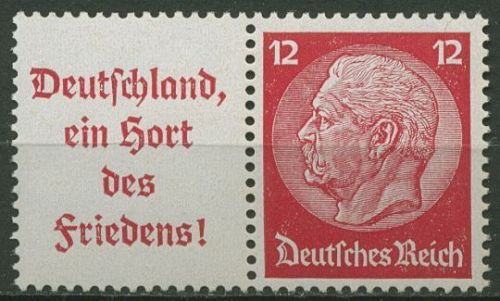 Deutſchland,
ein Hort
des
Friedens!
12 12
Deutſches Reich